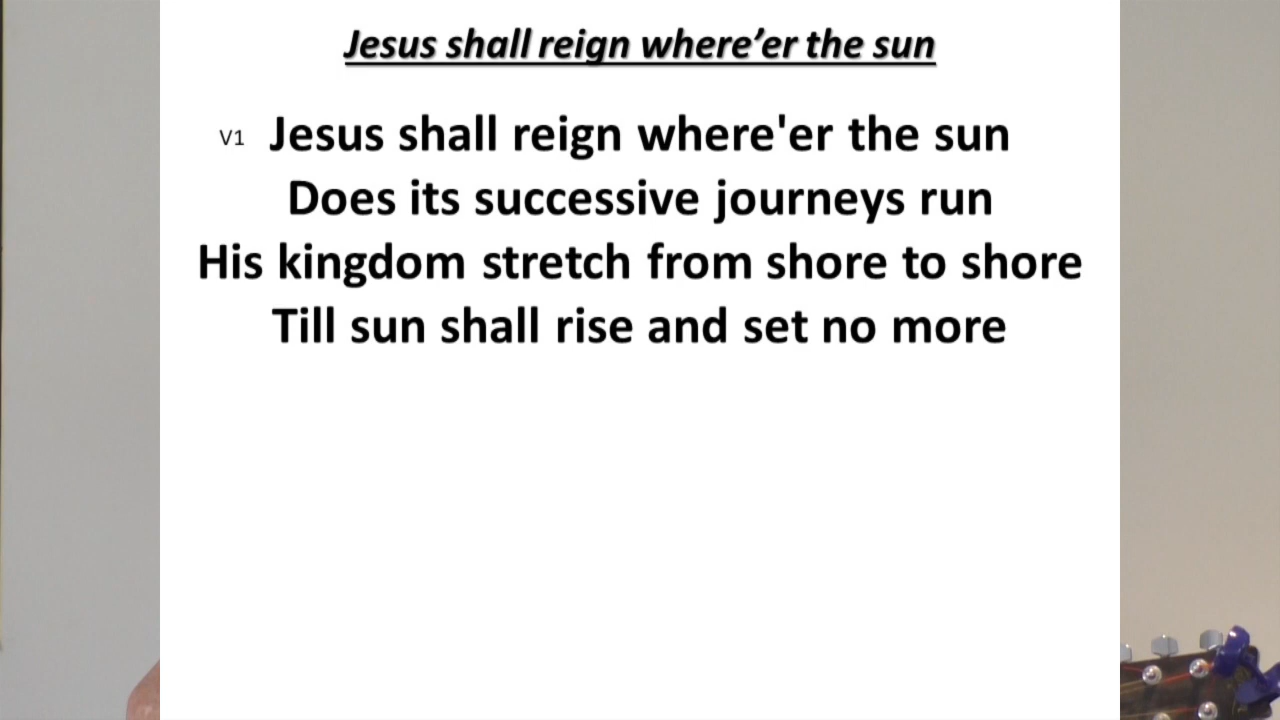 Jesus shall reign where’er the sun
V1 Jesus shall reign where'er the sun
Does its successive journeys run
His kingdom stretch from shore to shore
Till sun shall rise and set no more